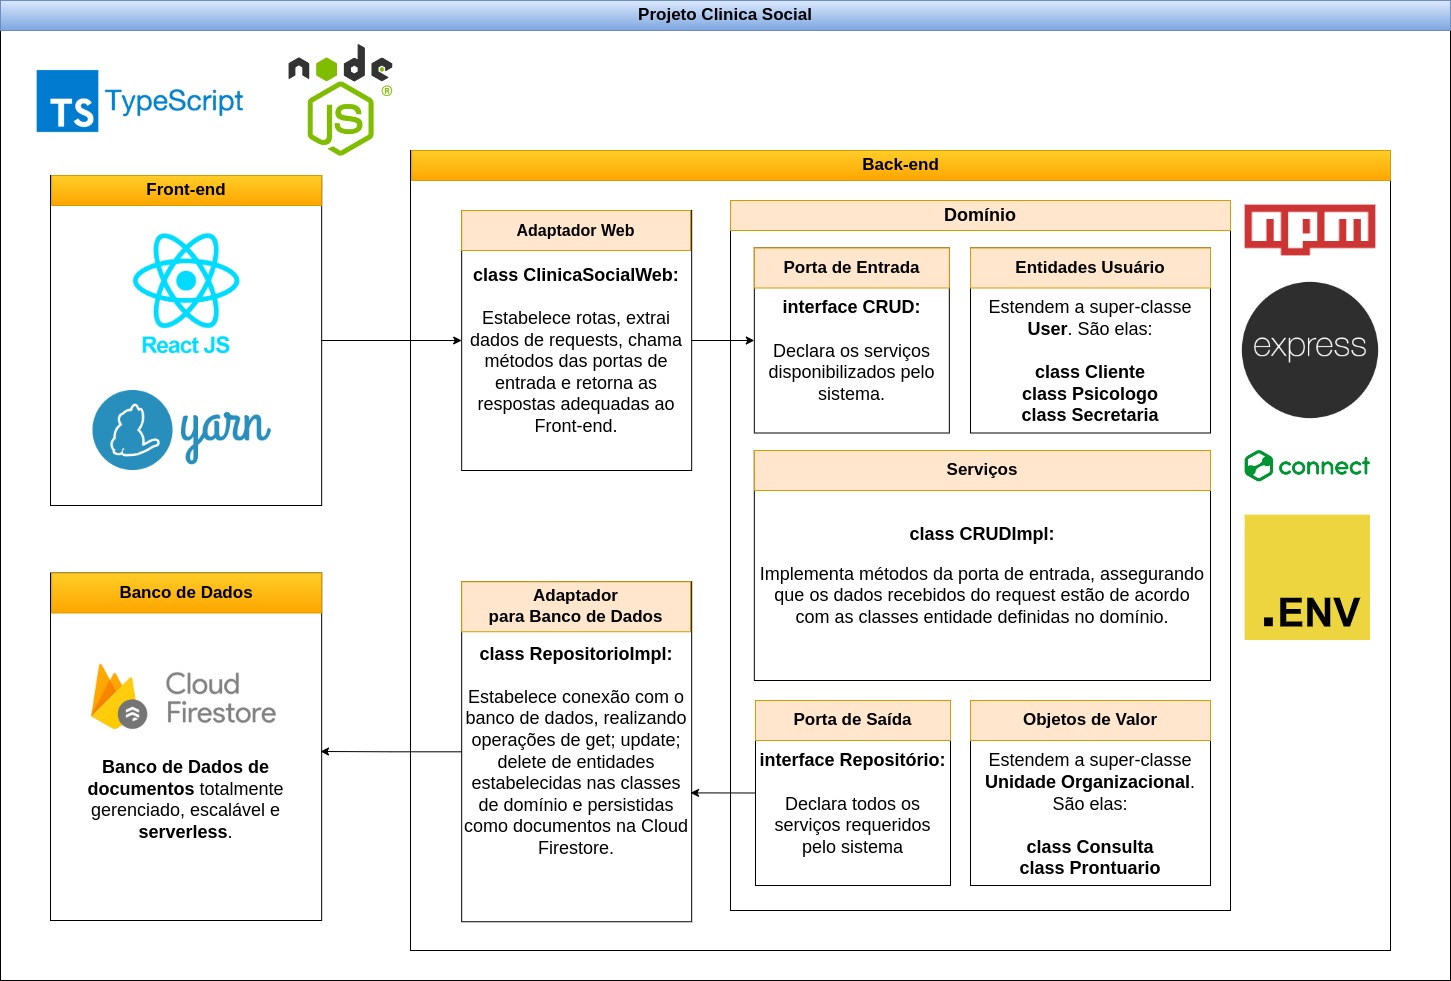 Projeto Clinica Social
TS TypeScript
node
JS ®
Front-end
React JS
yarn
Back-end
Adaptador Web
class ClinicaSocialWeb:
Estabelece rotas, extrai
dados de requests, chama
métodos das portas de
entrada e retorna as
respostas adequadas ao
Front-end.
Domínio
Porta de Entrada
interface CRUD:
Declara os serviços
disponibilizados pelo
sistema.
Entidades Usuário
Estendem a super-classe
User. São elas:
class Cliente
class Psicologo
class Secretaria
Serviços
class CRUDImpl:
Implementa métodos da porta de entrada, assegurando
que os dados recebidos do request estão de acordo
com as classes entidade definidas no domínio.
Porta de Saída
interface Repositório:
Declara todos os
serviços requeridos
pelo sistema
Objetos de Valor
Estendem a super-classe
Unidade Organizacional.
São elas:
class Consulta
class Prontuario
npm
express
connect
.ENV
Adaptador
para Banco de Dados
class RepositorioImpl:
Estabelece conexão com o
banco de dados, realizando
operações de get; update;
delete de entidades
estabelecidas nas classes
de domínio e persistidas
como documentos na Cloud
Firestore.
Banco de Dados
Cloud
Firestore
Banco de Dados de
documentos totalmente
gerenciado, escalável e
serverless.